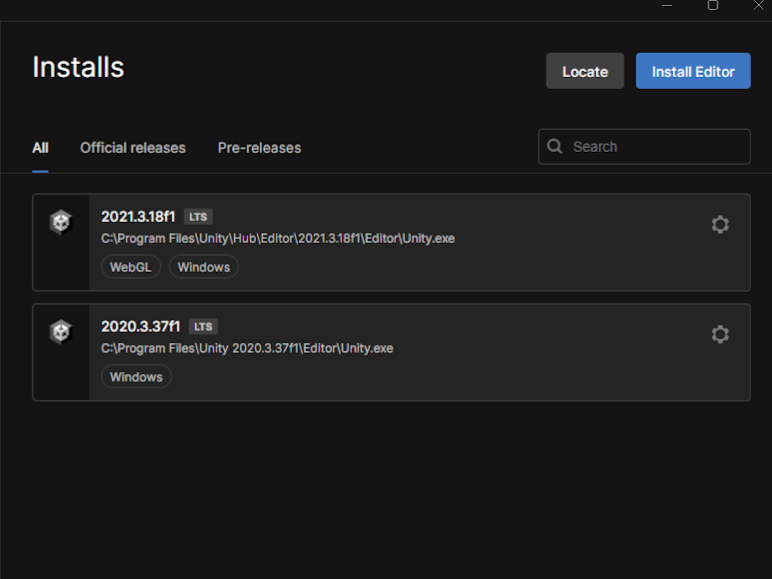 Installs
Locate
Install Editor
All
Official releases
Pre-releases
Search
2021.3.18f1 LTS
C:\Program Files\Unity\Hub\Editor\2021.3.18f1\Editor\Unity.exe
WebGL
Windows
2020.3.37f1 LTS
C:\Program Files\Unity 2020.3.37f1\Editor\Unity.exe
Windows